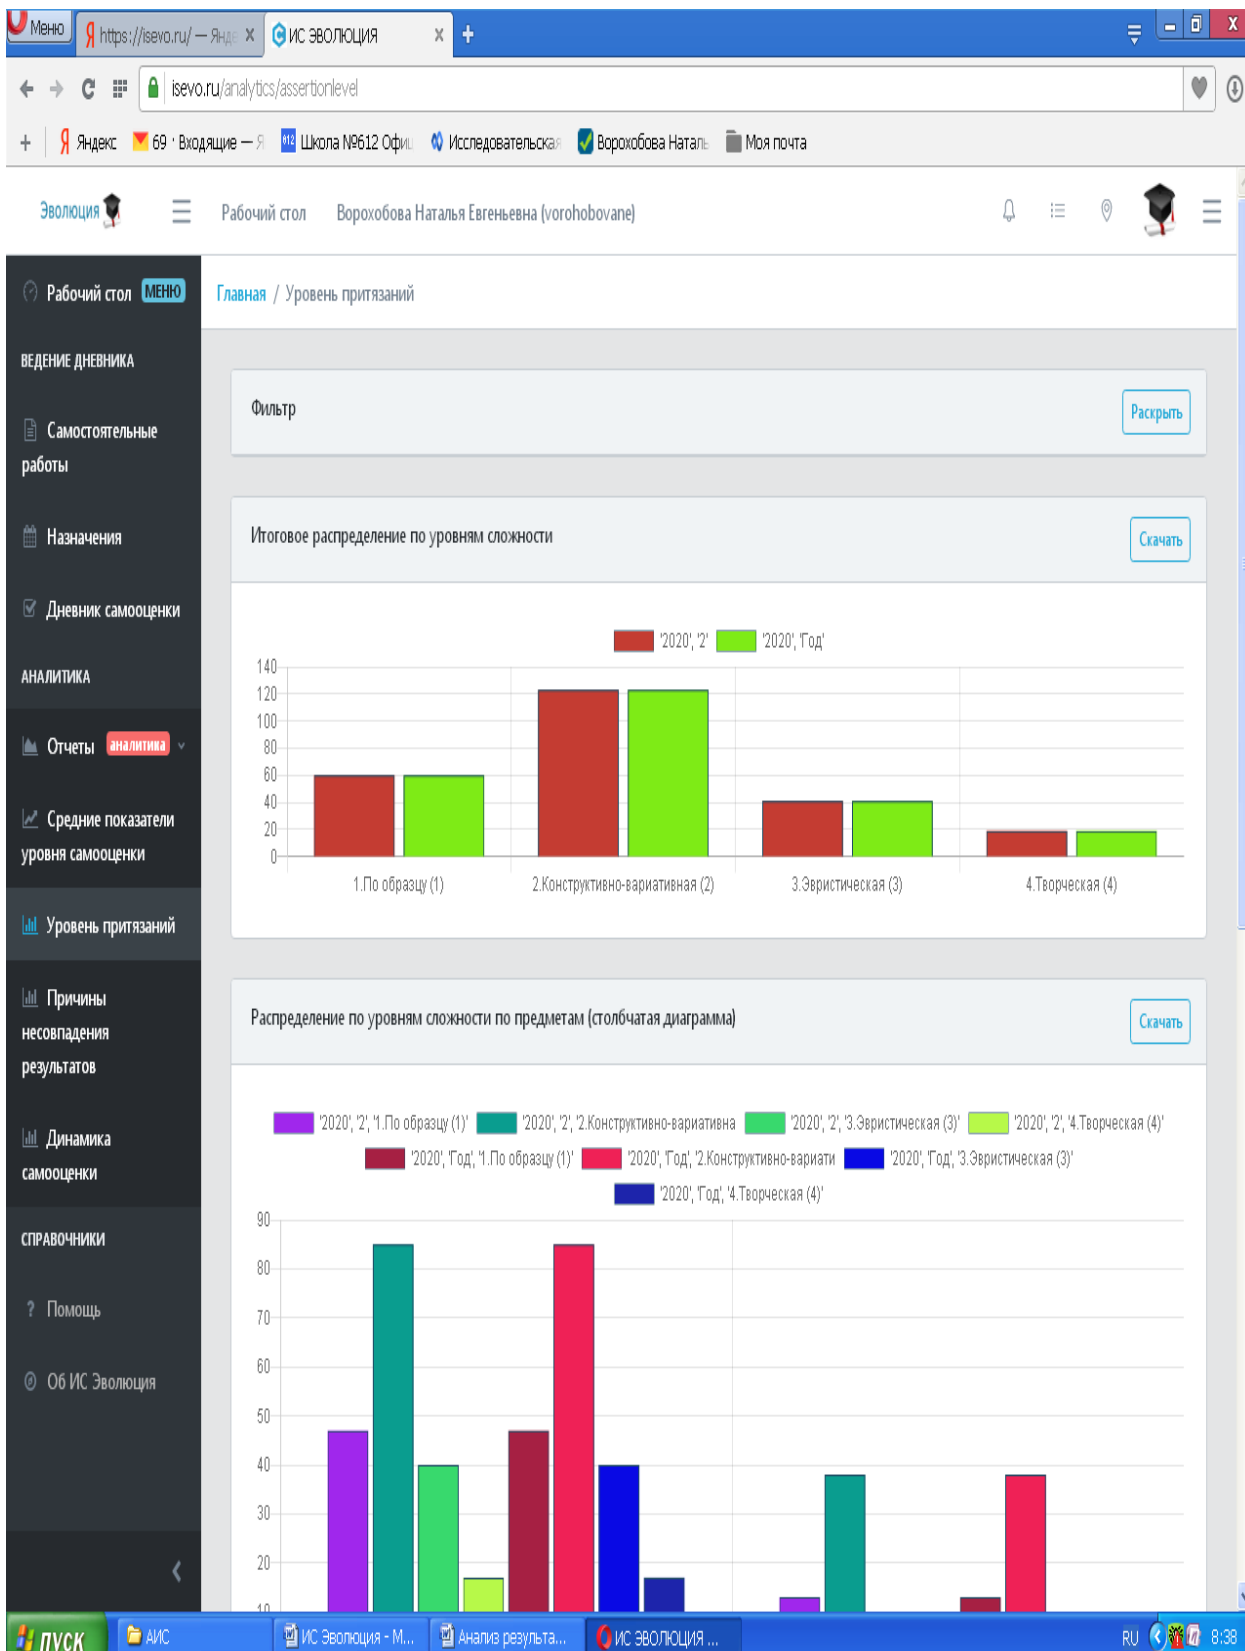 Меню
https://isevo.ru/ — Янде
ИС ЭВОЛЮЦИЯ
isevo.ru/analytics/assertionlevel
Яндекс
69 · Входящие — Я
Школа №612 Офиц
Исследовательская
Ворохобова Наталь
Моя почта
Эволюция
Рабочий стол
Ворохобова Наталья Евгеньевна (vorohobovane)
Рабочий стол МЕНЮ
Главная / Уровень притязаний
ВЕДЕНИЕ ДНЕВНИКА
Самостоятельные
работы
Назначения
Дневник самооценки
АНАЛИТИКА
Отчеты аналитика
Средние показатели
уровня самооценки
Уровень притязаний
Причины
несовпадения
результатов
Динамика
самооценки
СПРАВОЧНИКИ
? Помощь
Об ИС Эволюция
Фильтр
Раскрыть
Итоговое распределение по уровням сложности
Скачать
'2020', '2' '2020', 'Год'
140
120
100
80
60
40
20
0
1.По образцу (1) 2.Конструктивно-вариативная (2) 3.Эвристическая (3) 4.Творческая (4)
Распределение по уровням сложности по предметам (столбчатая диаграмма)
Скачать
'2020', '2', '1.По образцу (1)' '2020', '2', '2.Конструктивно-вариативна '2020', '2', '3.Эвристическая (3)' '2020', '2', '4.Творческая (4)'
'2020', 'Год', '1.По образцу (1)' '2020', 'Год', '2.Конструктивно-вариати '2020', 'Год', '3.Эвристическая (3)'
'2020', 'Год', '4.Творческая (4)'
90
80
70
60
50
40
30
20
10
пуск
АИС
ИС Эволюция - М...
Анализ результа...
ИС ЭВОЛЮЦИЯ ...
RU
8:38